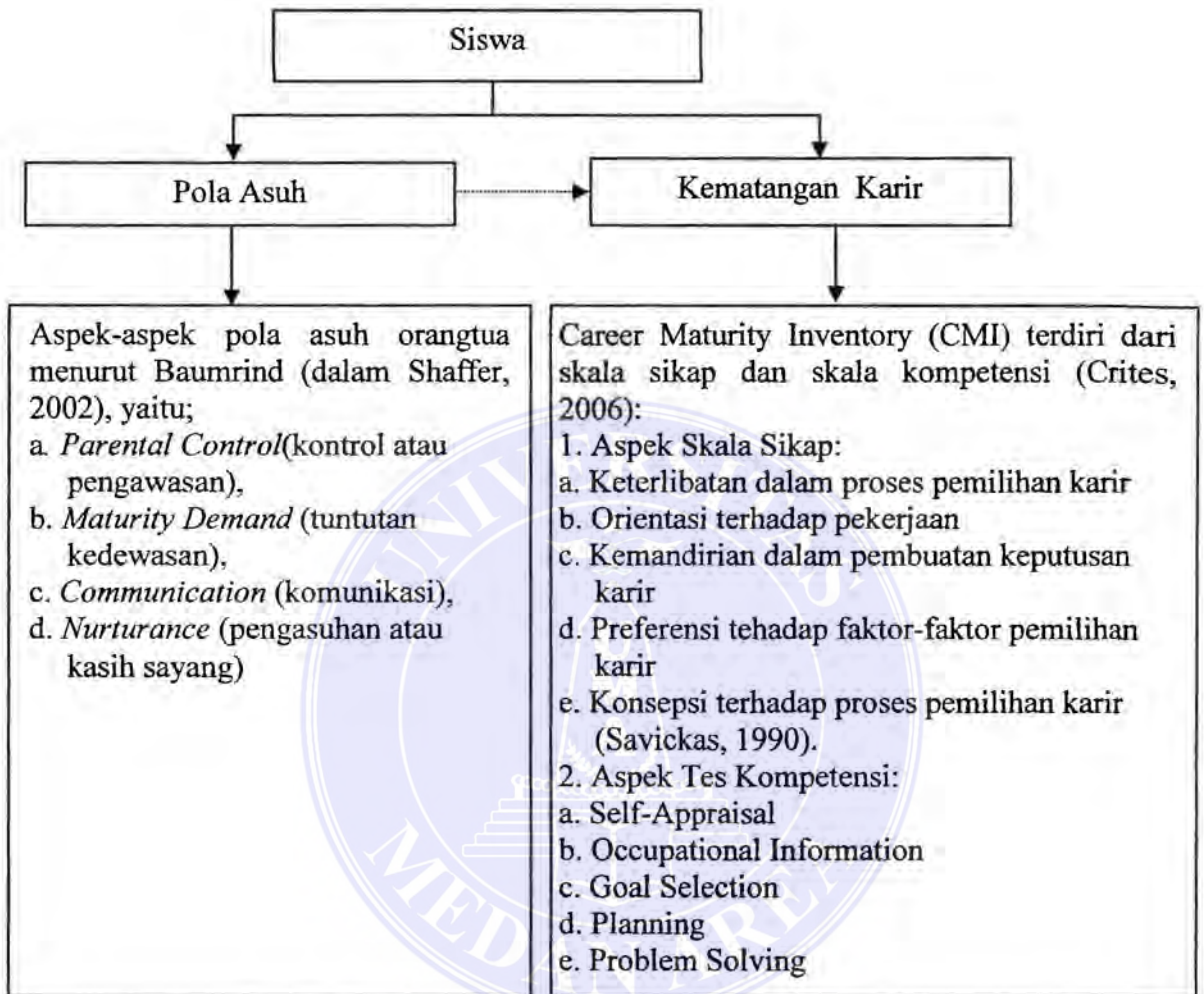 Siswa
Pola Asuh
Kematangan Karir
Aspek-aspek pola asuh orangtua
menurut Baumrind (dalam Shaffer,
2002), yaitu;
a. Parental Control(kontrol atau
pengawasan),
b. Maturity Demand (tuntutan
kedewasan),
c. Communication (komunikasi),
d. Nurturance (pengasuhan atau
kasih sayang)
Career Maturity Inventory (CMI) terdiri dari
skala sikap dan skala kompetensi (Crites,
2006):
1. Aspek Skala Sikap:
a. Keterlibatan dalam proses pemilihan karir
b. Orientasi terhadap pekerjaan
c. Kemandirian dalam pembuatan keputusan
karir
d. Preferensi tehadap faktor-faktor pemilihan
karir
e. Konsepsi terhadap proses pemilihan karir
(Savickas, 1990).
2. Aspek Tes Kompetensi:
a. Self-Appraisal
b. Occupational Information
c. Goal Selection
d. Planning
e. Problem Solving
UNIVERSITAS
MEDAN AREA